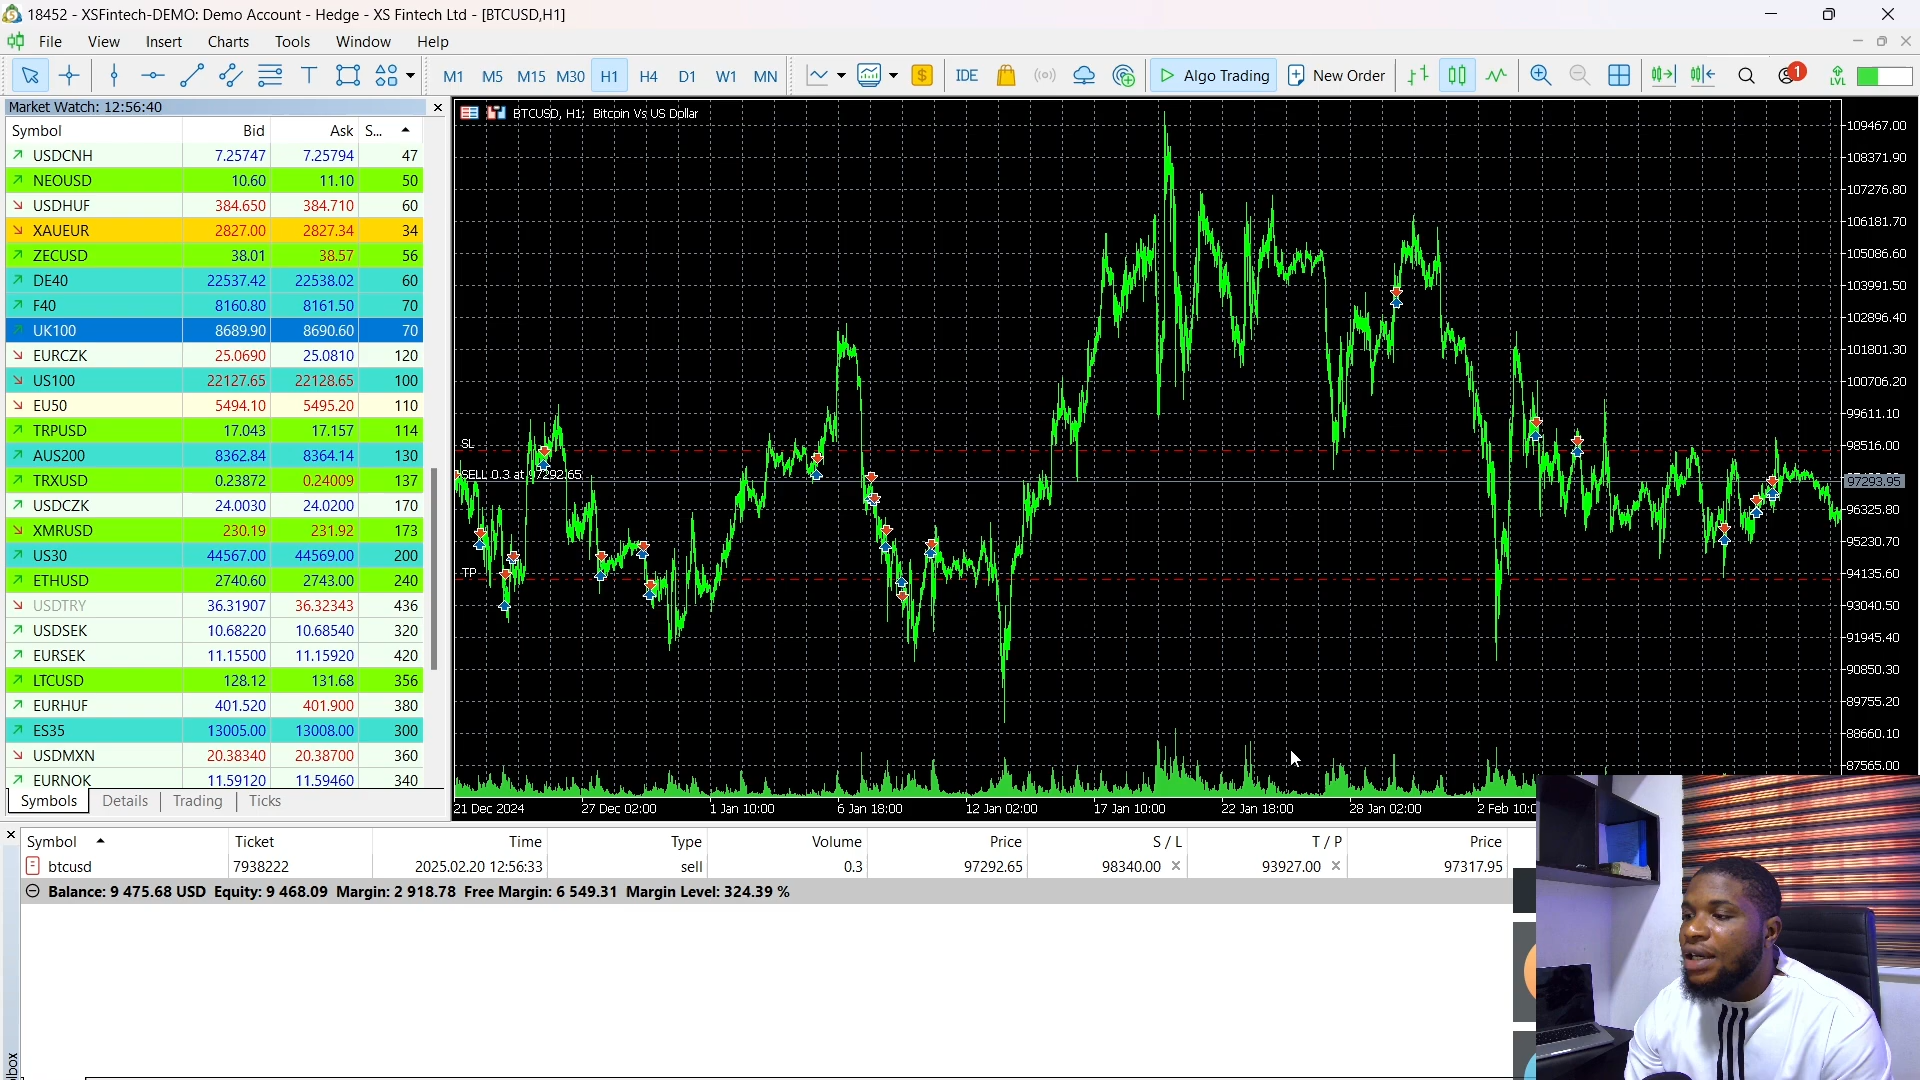 18452 - XSFintech-DEMO: Demo Account - Hedge - XS Fintech Ltd - [BTCUSD,H1]
File View Insert Charts Tools Window Help
M1 M5 M15 M30 H1 H4 D1 W1 MN IDE Algo Trading New Order 1 LVL
Market Watch: 12:56:40
Symbol Bid Ask S...
USDCNH 7.25747 7.25794 47
NEOUSD 10.60 11.10 50
USDHUF 384.650 384.710 60
XAUEUR 2827.00 2827.34 34
ZECUSD 38.01 38.57 56
DE40 22537.42 22538.02 60
F40 8160.80 8161.50 70
UK100 8689.90 8690.60 70
EURCZK 25.0690 25.0810 120
US100 22127.65 22128.65 100
EU50 5494.10 5495.20 110
TRPUSD 17.043 17.157 114
AUS200 8362.84 8364.14 130
TRXUSD 0.23872 0.24009 137
USDCZK 24.0030 24.0200 170
XMRUSD 230.19 231.92 173
US30 44567.00 44569.00 200
ETHUSD 2740.60 2743.00 240
USDTRY 36.31907 36.32343 436
USDSEK 10.68220 10.68540 320
EURSEK 11.15500 11.15920 420
LTCUSD 128.12 131.68 356
EURHUF 401.520 401.900 380
ES35 13005.00 13008.00 300
USDMXN 20.38340 20.38700 360
EURNOK 11.59120 11.59460 340
Symbols Details Trading Ticks
BTCUSD, H1: Bitcoin Vs US Dollar
SL
SELL 0.3 at 97292.65
TP
109467.00
108371.90
107276.80
106181.70
105086.60
103991.50
102896.40
101801.30
100706.20
99611.10
98516.00
97293.95
96325.80
95230.70
94135.60
93040.50
91945.40
90850.30
89755.20
88660.10
87565.00
21 Dec 2024 27 Dec 02:00 1 Jan 10:00 6 Jan 18:00 12 Jan 02:00 17 Jan 10:00 22 Jan 18:00 28 Jan 02:00 2 Feb 10:0
Symbol Ticket Time Type Volume Price S / L T / P Price
btcusd 7938222 2025.02.20 12:56:33 sell 0.3 97292.65 98340.00 93927.00 97317.95
Balance: 9 475.68 USD Equity: 9 468.09 Margin: 2 918.78 Free Margin: 6 549.31 Margin Level: 324.39 %
lbox